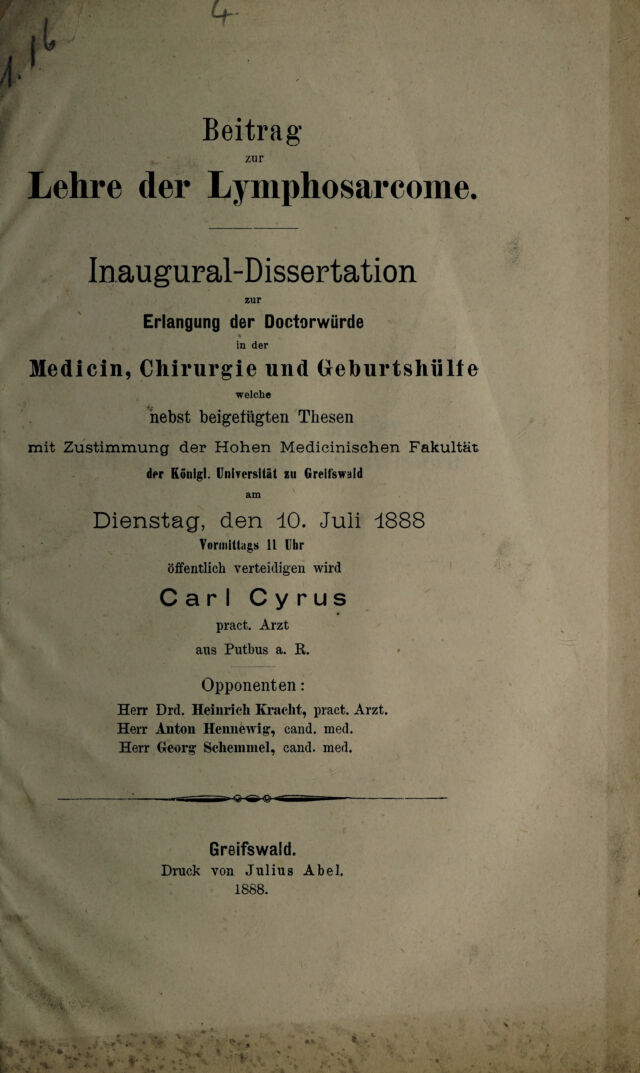 4.
1.16
Beitrag
zur
Lehre der Lymphosarcome.
Inaugural-Dissertation
zur
Erlangung der Doctorwürde
in der
Medicin, Chirurgie und Geburtshülfe
welche
nebst beigefügten Thesen
mit Zustimmung der Hohen Medicinischen Fakultät
der Königl. Universität zu Greifswald
am
Dienstag, den 10. Juli 1888
Vormittags 11 Uhr
öffentlich verteidigen wird
Carl Cyrus
pract. Arzt
aus Putbus a. R.
Opponenten:
Herr Drd. Heinrich Kracht, pract. Arzt.
Herr Anton Hennewig, cand. med.
Herr Georg Schemmel, cand. med.
Greifswald.
Druck von Julius Abel.
1888.